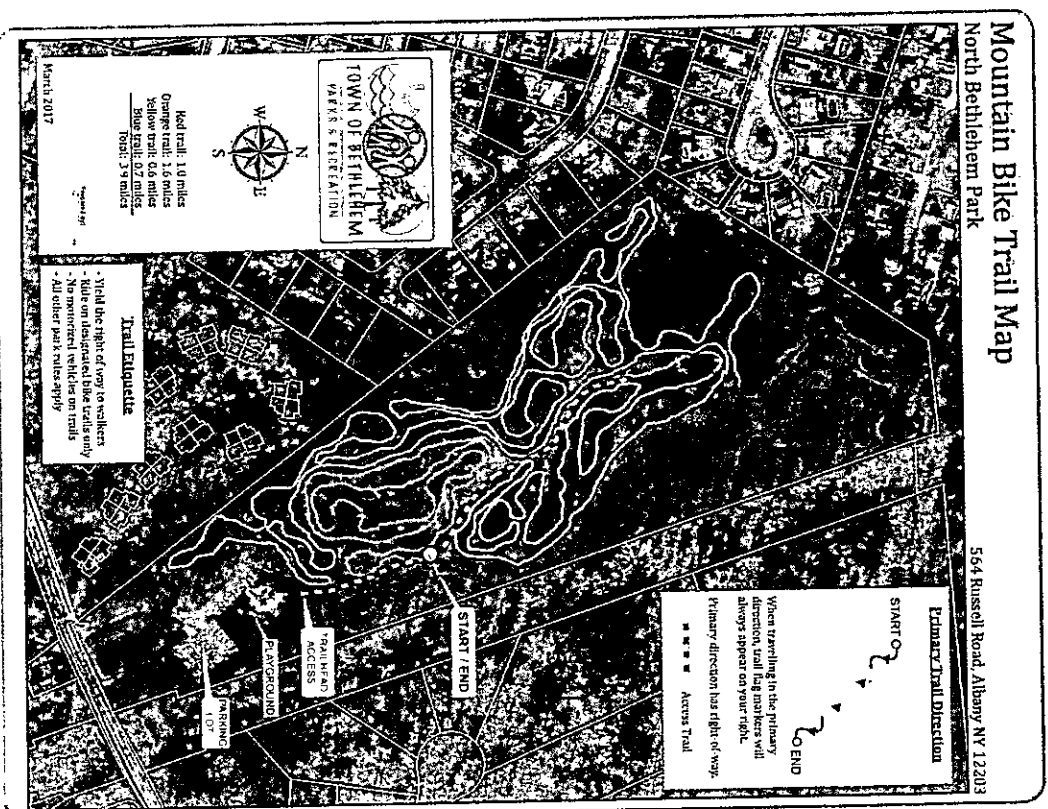 Mountain Bike Trail Map
North Bethlehem Park
564 Russell Road, Albany NY 12203
TOWN OF BETHLEHEM
PARKS & RECREATION
N
W
E
S
Red trail: 1.0 miles
Orange trail: 1.6 miles
Yellow trail: 0.6 miles
Blue Trail: 0.7 miles
Total: 3.9 miles
March 2017
Trail Etiquette
- Yield the right of way to walkers
- Ride on designated bike trails only
- No motorized vehicles on trails
- All other park rules apply
Primary Trail Direction
START
END
When traveling in the primary
direction, trail flag markers will
always appear on your right.
Primary direction has right-of-way.
Access Trail
START / END
TRAILHEAD
ACCESS
PLAYGROUND
PARKING
LOT